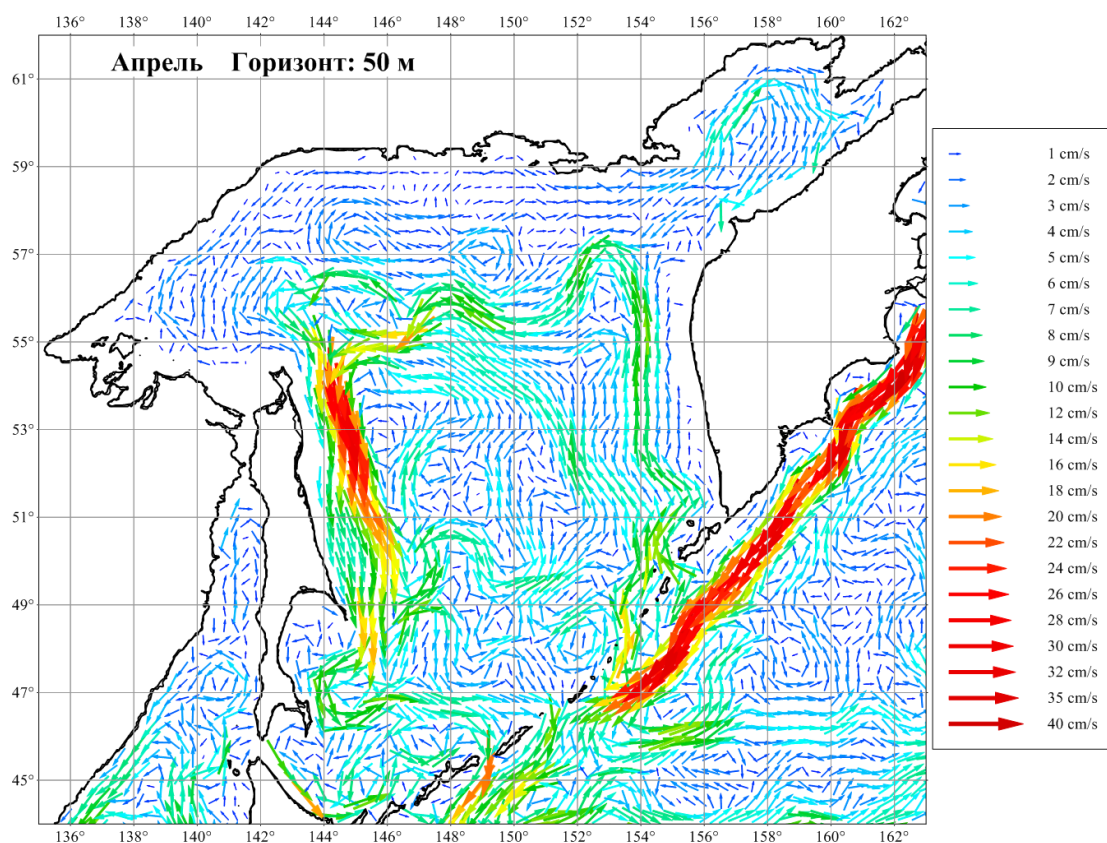 136 138 140 142 144 146 148 150 152 154 156 158 160 162
Апрель Горизонт: 50 м
61°
59°
57°
55°
53°
51°
49°
47°
45°
136 138 140 142 144 146 148 150 152 154 156 158 160 162
1 cm/s
2 cm/s
3 cm/s
4 cm/s
5 cm/s
6 cm/s
7 cm/s
8 cm/s
9 cm/s
10 cm/s
12 cm/s
14 cm/s
16 cm/s
18 cm/s
20 cm/s
22 cm/s
24 cm/s
26 cm/s
28 cm/s
30 cm/s
32 cm/s
35 cm/s
40 cm/s